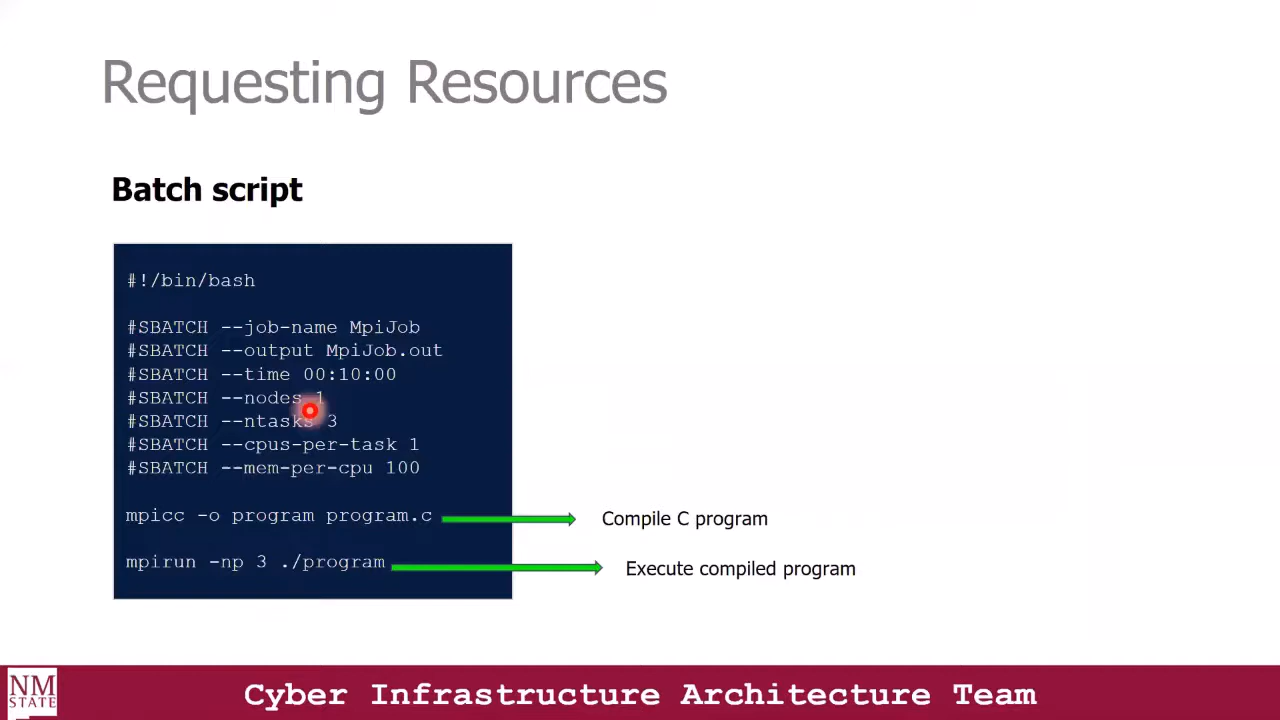 Requesting Resources
Batch script
#!/bin/bash
#SBATCH --job-name MpiJob
#SBATCH --output MpiJob.out
#SBATCH --time 00:10:00
#SBATCH --nodes 1
#SBATCH --ntasks 3
#SBATCH --cpus-per-task 1
#SBATCH --mem-per-cpu 100
mpicc -o program program.c
Compile C program
mpirun -np 3 ./program
Execute compiled program
NM
STATE
Cyber Infrastructure Architecture Team